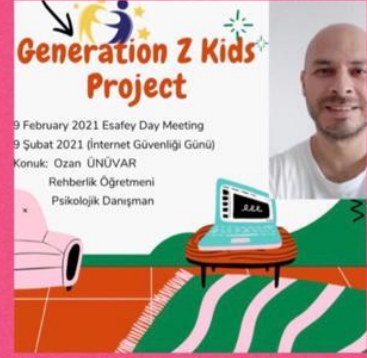 Generation Z Kids
Project
9 February 2021 Esafey Day Meeting
9 Şubat 2021 (İnternet Güvenliği Günü)
Konuk: Ozan ÜNÜVAR
Rehberlik Öğretmeni
Psikolojik Danışman